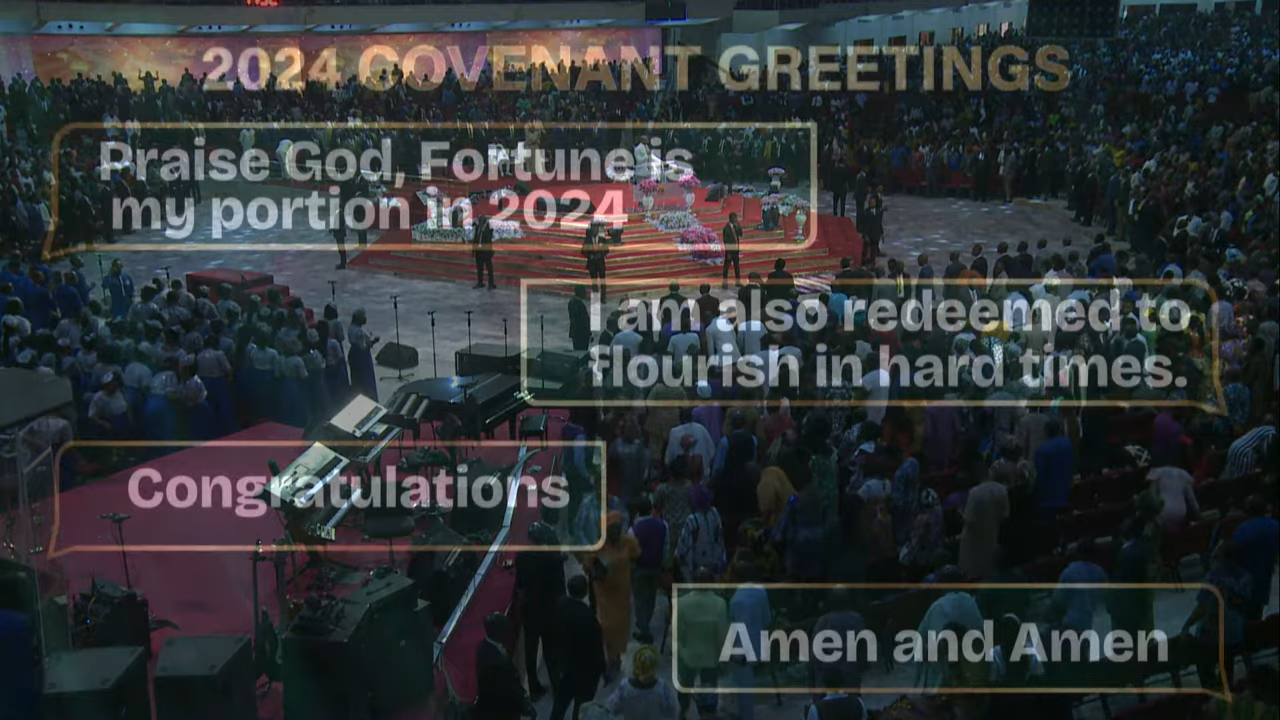 2024 COVENANT GREETINGS
Praise God, Fortune is
my portion in 2024
I am also redeemed to
flourish in hard times.
Congratulations
Amen and Amen